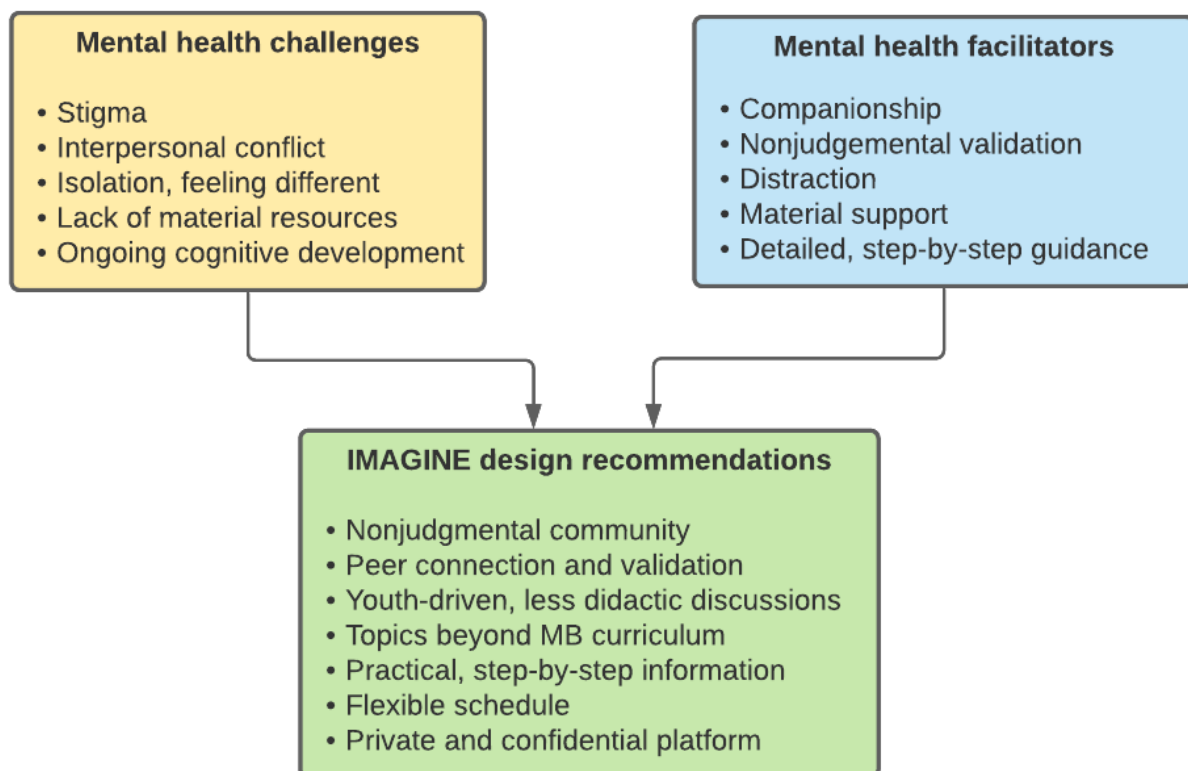 Mental health challenges
• Stigma
• Interpersonal conflict
• Isolation, feeling different
• Lack of material resources
• Ongoing cognitive development
Mental health facilitators
• Companionship
• Nonjudgemental validation
• Distraction
• Material support
• Detailed, step-by-step guidance
IMAGINE design recommendations
• Nonjudgmental community
• Peer connection and validation
• Youth-driven, less didactic discussions
• Topics beyond MB curriculum
• Practical, step-by-step information
• Flexible schedule
• Private and confidential platform